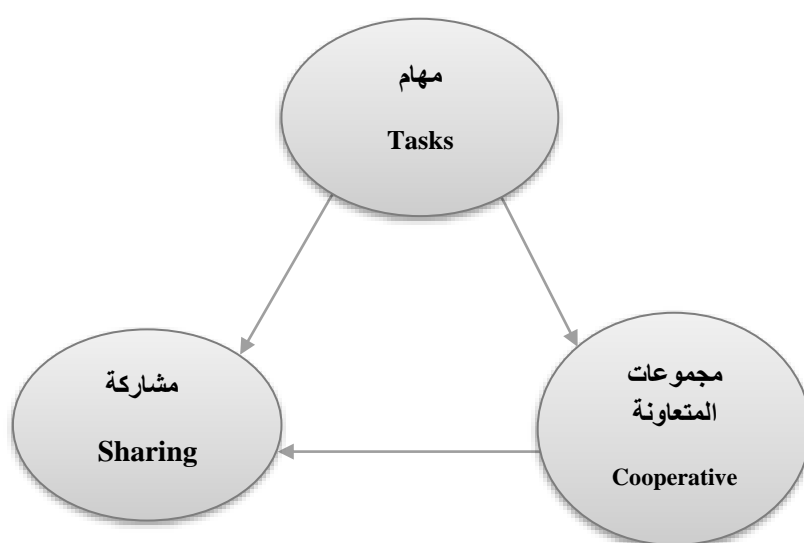 مهام
Tasks
مشاركة
Sharing
مجموعات
المتعاونة
Cooperative